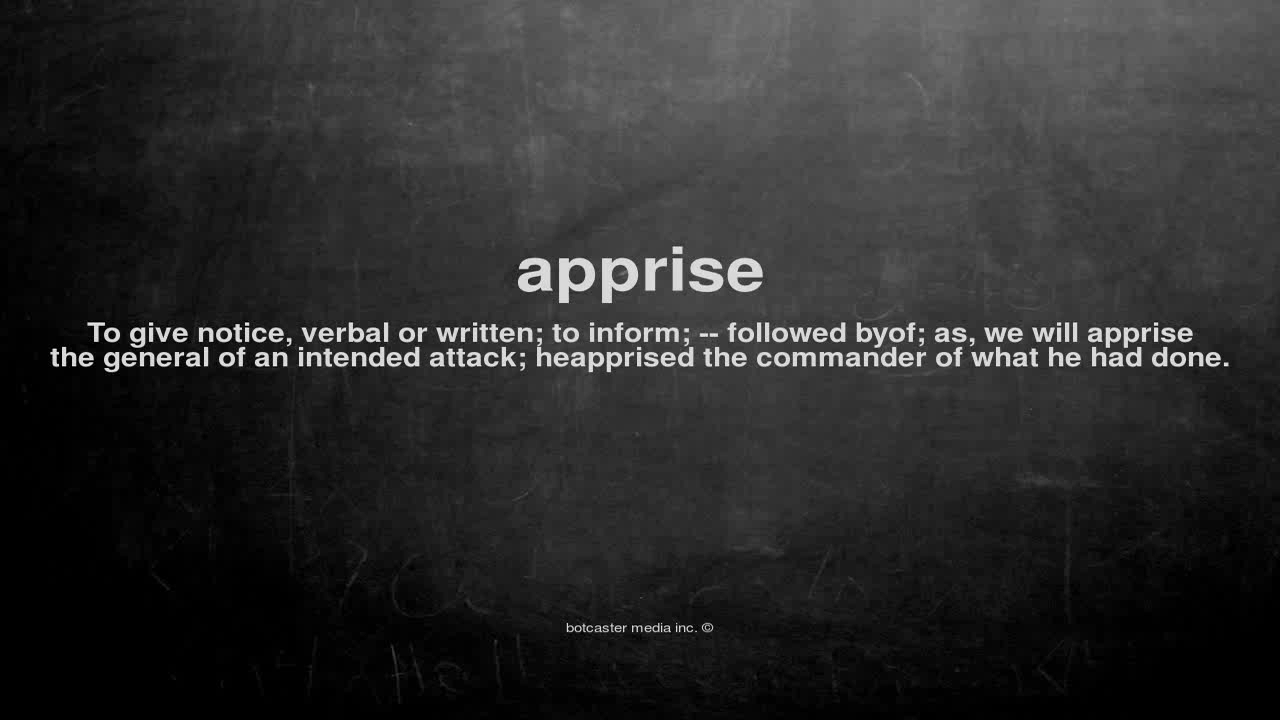 apprise
To give notice, verbal or written; to inform; -- followed byof; as, we will apprise
the general of an intended attack; heapprised the commander of what he had done.
botcaster media inc. ©